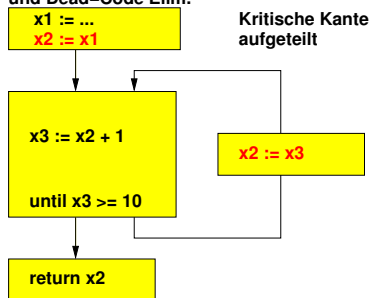 und Dead-Code Elim.
x1 := ...
x2 := x1
Kritische Kante
aufgeteilt
x3 := x2 + 1
x2 := x3
until x3 >= 10
return x2